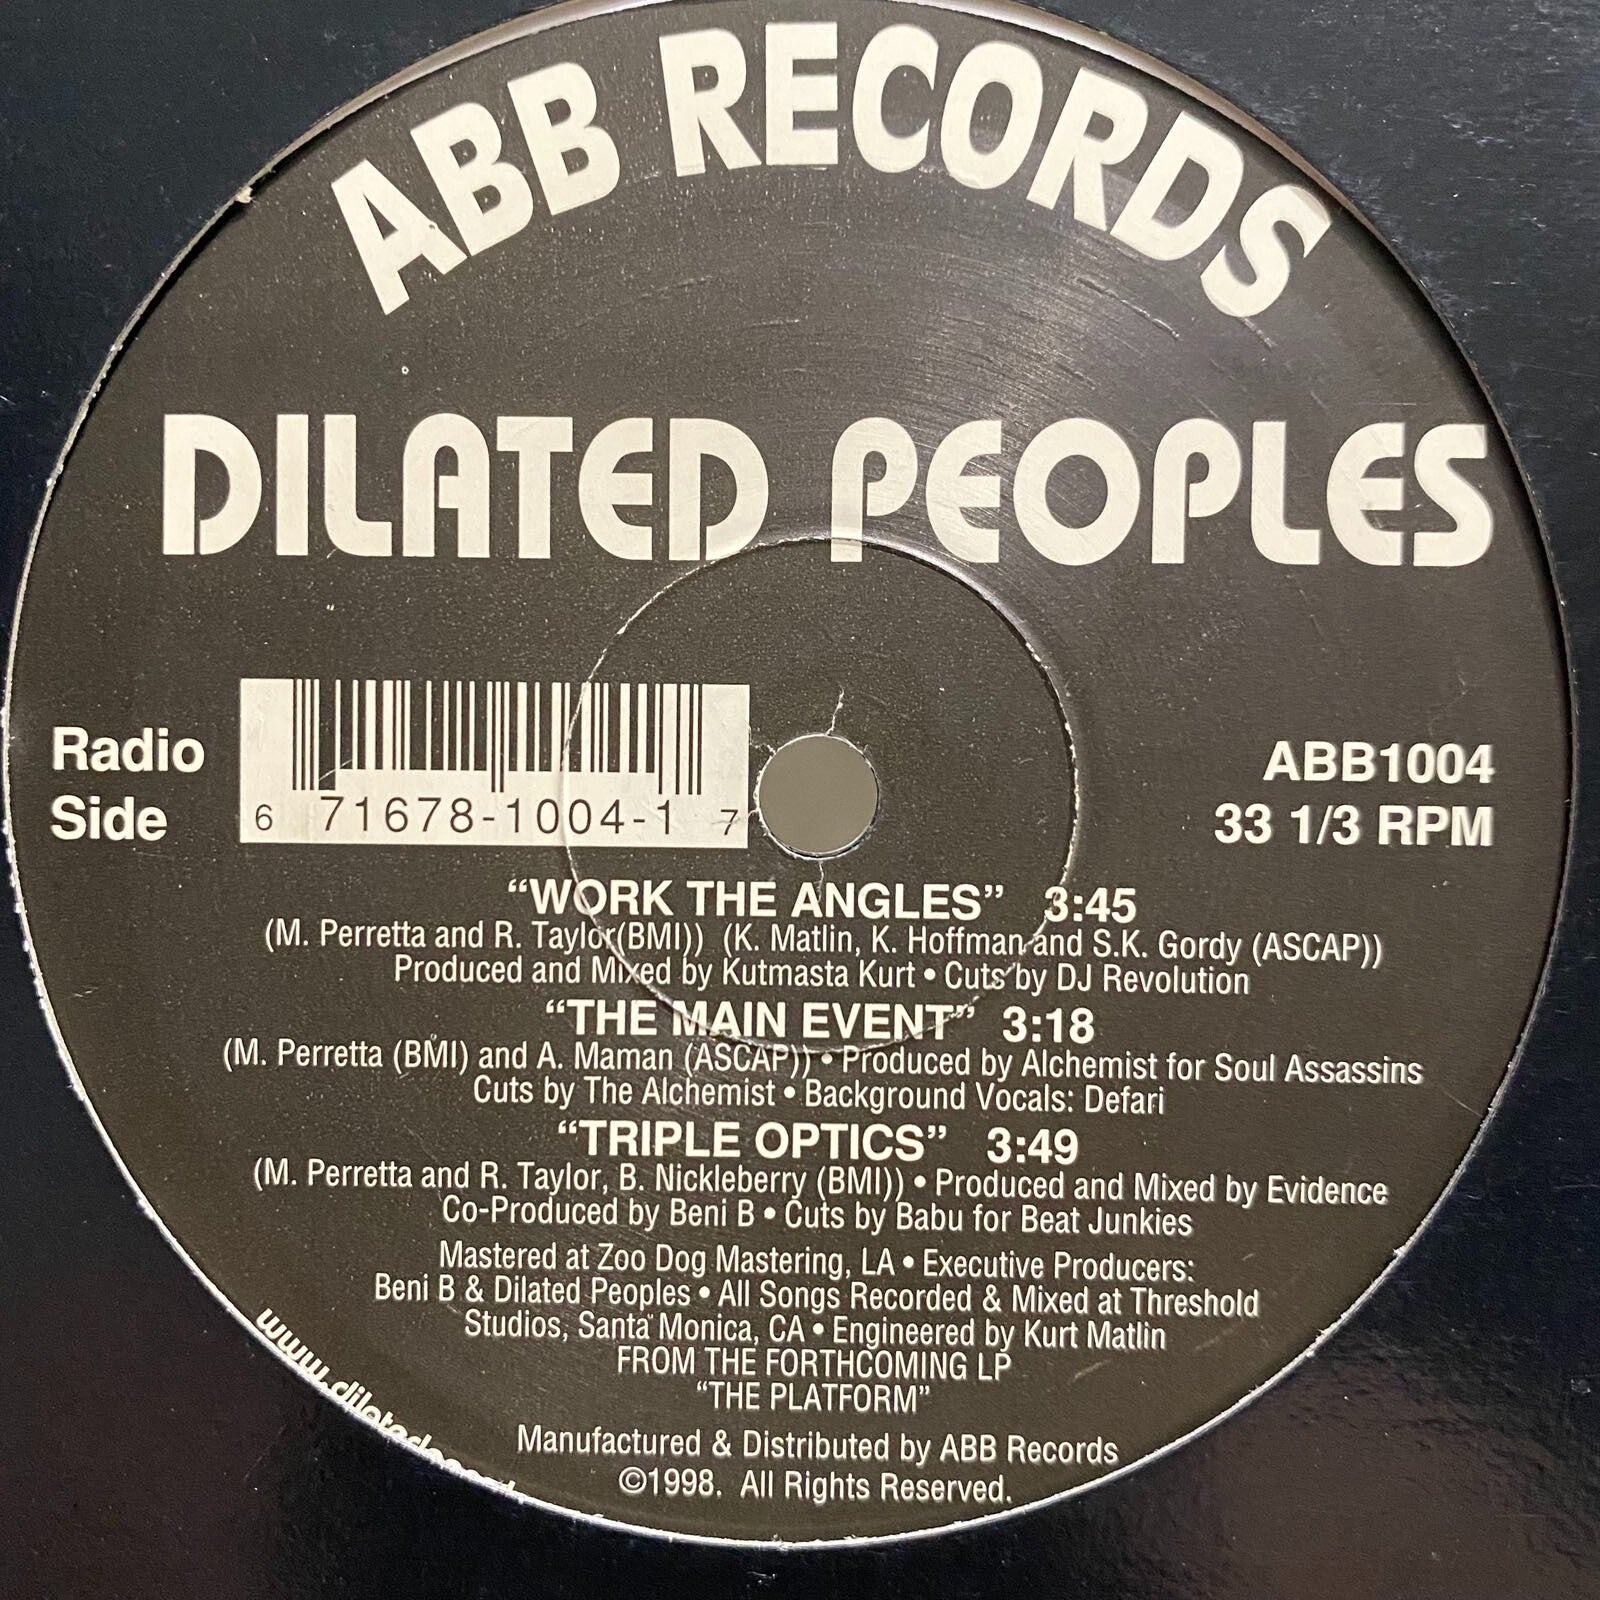 ABB RECORDS
DILATED PEOPLES
Radio
Side
6 71678-1004-1 7
ABB1004
33 1/3 RPM
“WORK THE ANGLES” 3:45
(M. Perretta and R. Taylor(BMI)) (K. Matlin, K. Hoffman and S.K. Gordy (ASCAP))
Produced and Mixed by Kutmasta Kurt • Cuts by DJ Revolution
“THE MAIN EVENT” 3:18
(M. Perretta (BMI) and A. Maman (ASCAP)) • Produced by Alchemist for Soul Assassins
Cuts by The Alchemist • Background Vocals: Defari
“TRIPLE OPTICS” 3:49
(M. Perretta and R. Taylor, B. Nickleberry (BMI)) • Produced and Mixed by Evidence
Co-Produced by Beni B • Cuts by Babu for Beat Junkies
Mastered at Zoo Dog Mastering, LA • Executive Producers:
Beni B & Dilated Peoples • All Songs Recorded & Mixed at Threshold
Studios, Santa Monica, CA • Engineered by Kurt Matlin
FROM THE FORTHCOMING LP
“THE PLATFORM”
Manufactured & Distributed by ABB Records
©1998. All Rights Reserved.